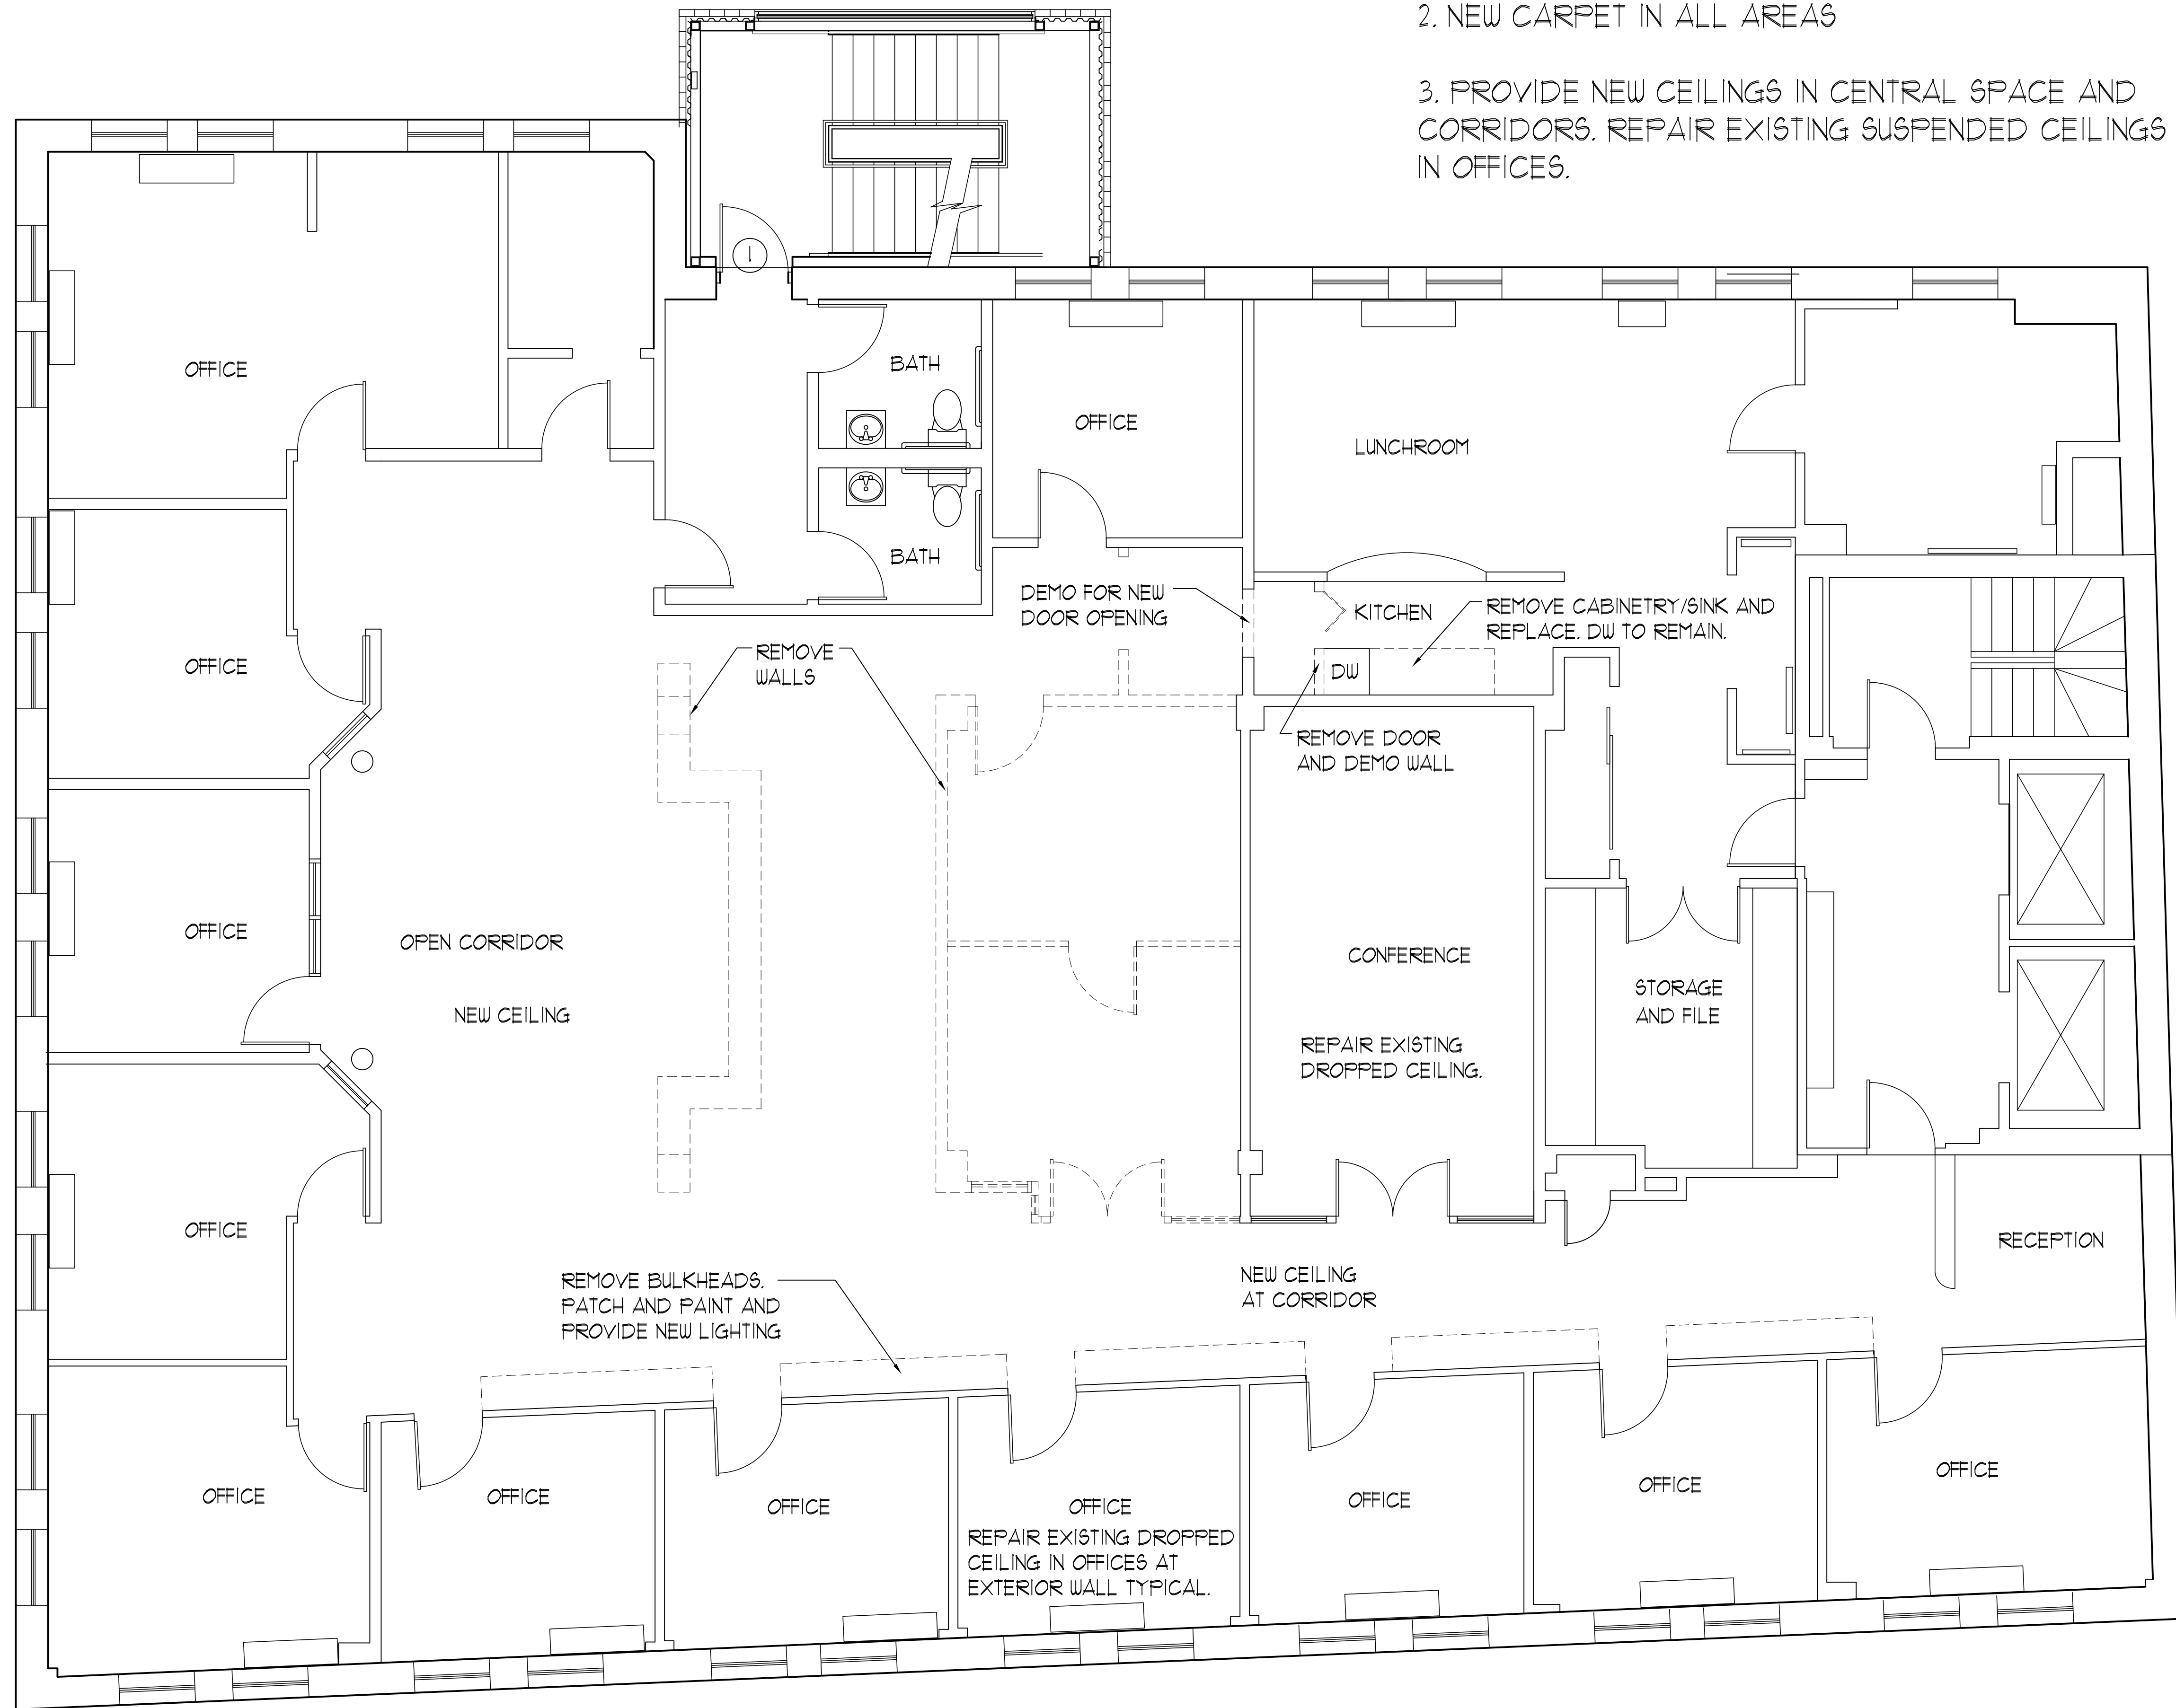 2. NEW CARPET IN ALL AREAS
3. PROVIDE NEW CEILINGS IN CENTRAL SPACE AND
CORRIDORS. REPAIR EXISTING SUSPENDED CEILINGS
IN OFFICES.
1
OFFICE
BATH
OFFICE
LUNCHROOM
BATH
DEMO FOR NEW
DOOR OPENING
KITCHEN
REMOVE CABINETRY/SINK AND
REPLACE. DW TO REMAIN.
OFFICE
REMOVE
WALLS
DW
REMOVE DOOR
AND DEMO WALL
OFFICE
OPEN CORRIDOR
NEW CEILING
CONFERENCE
REPAIR EXISTING
DROPPED CEILING.
STORAGE
AND FILE
OFFICE
RECEPTION
REMOVE BULKHEADS.
PATCH AND PAINT AND
PROVIDE NEW LIGHTING
NEW CEILING
AT CORRIDOR
OFFICE
OFFICE
OFFICE
OFFICE
REPAIR EXISTING DROPPED
CEILING IN OFFICES AT
EXTERIOR WALL TYPICAL.
OFFICE
OFFICE
OFFICE